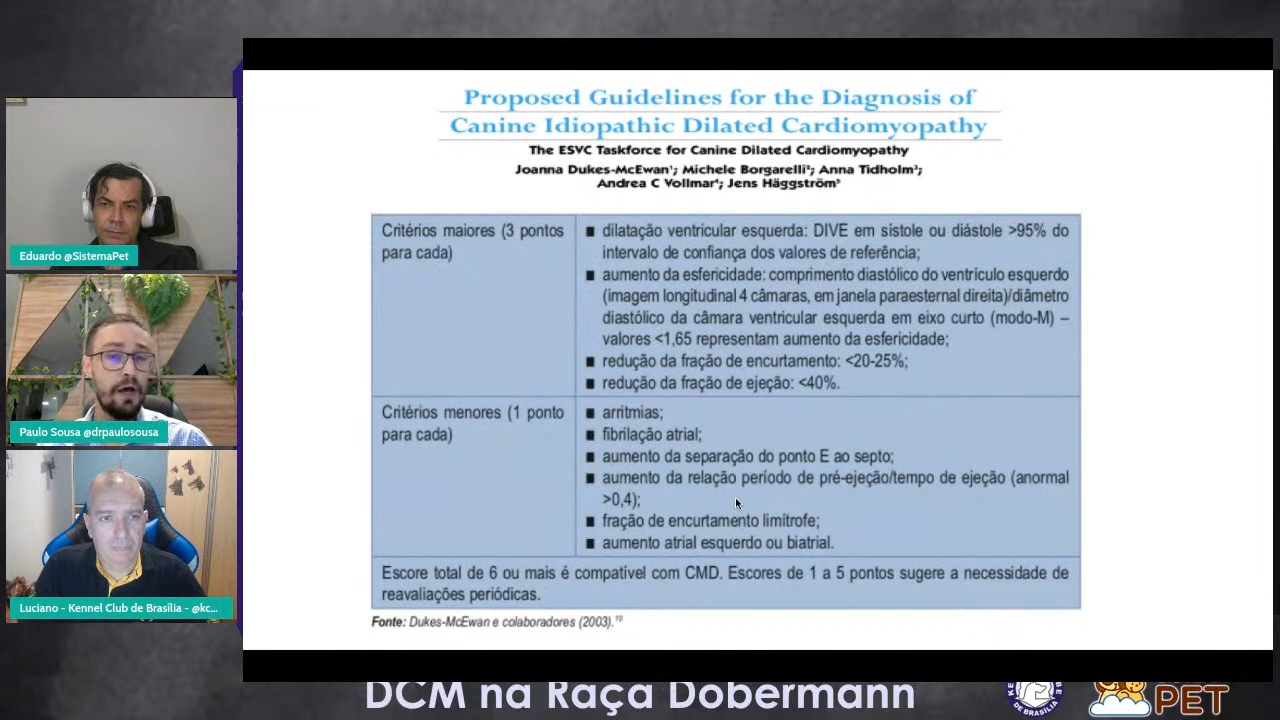 Proposed Guidelines for the Diagnosis of
Canine Idiopathic Dilated Cardiomyopathy
The ESVC Taskforce for Canine Dilated Cardiomyopathy
Joanna Dukes-McEwan¹; Michele Borgarelli²; Anna Tidholm³;
Andrea C Vollmar⁴; Jens Häggström⁵
Critérios maiores (3 pontos
para cada)
■ dilatação ventricular esquerda: DIVE em sístole ou diástole >95% do
intervalo de confiança dos valores de referência;
■ aumento da esfericidade: comprimento diastólico do ventrículo esquerdo
(imagem longitudinal 4 câmaras, em janela paraesternal direita)/diâmetro
diastólico da câmara ventricular esquerda em eixo curto (modo-M) –
valores <1,65 representam aumento da esfericidade;
■ redução da fração de encurtamento: <20-25%;
■ redução da fração de ejeção: <40%.
Critérios menores (1 ponto
para cada)
■ arritmias;
■ fibrilação atrial;
■ aumento da separação do ponto E ao septo;
■ aumento da relação período de pré-ejeção/tempo de ejeção (anormal
>0,4);
■ fração de encurtamento limítrofe;
■ aumento atrial esquerdo ou biatrial.
Escore total de 6 ou mais é compatível com CMD. Escores de 1 a 5 pontos sugere a necessidade de
reavaliações periódicas.
Fonte: Dukes-McEwan e colaboradores (2003).¹⁰
Eduardo @SistemaPet
Paulo Sousa @drpaulosousa
Luciano - Kennel Club de Brasília - @kc...
DCM na Raça Dobermann
DE BRASÍLIA
PET